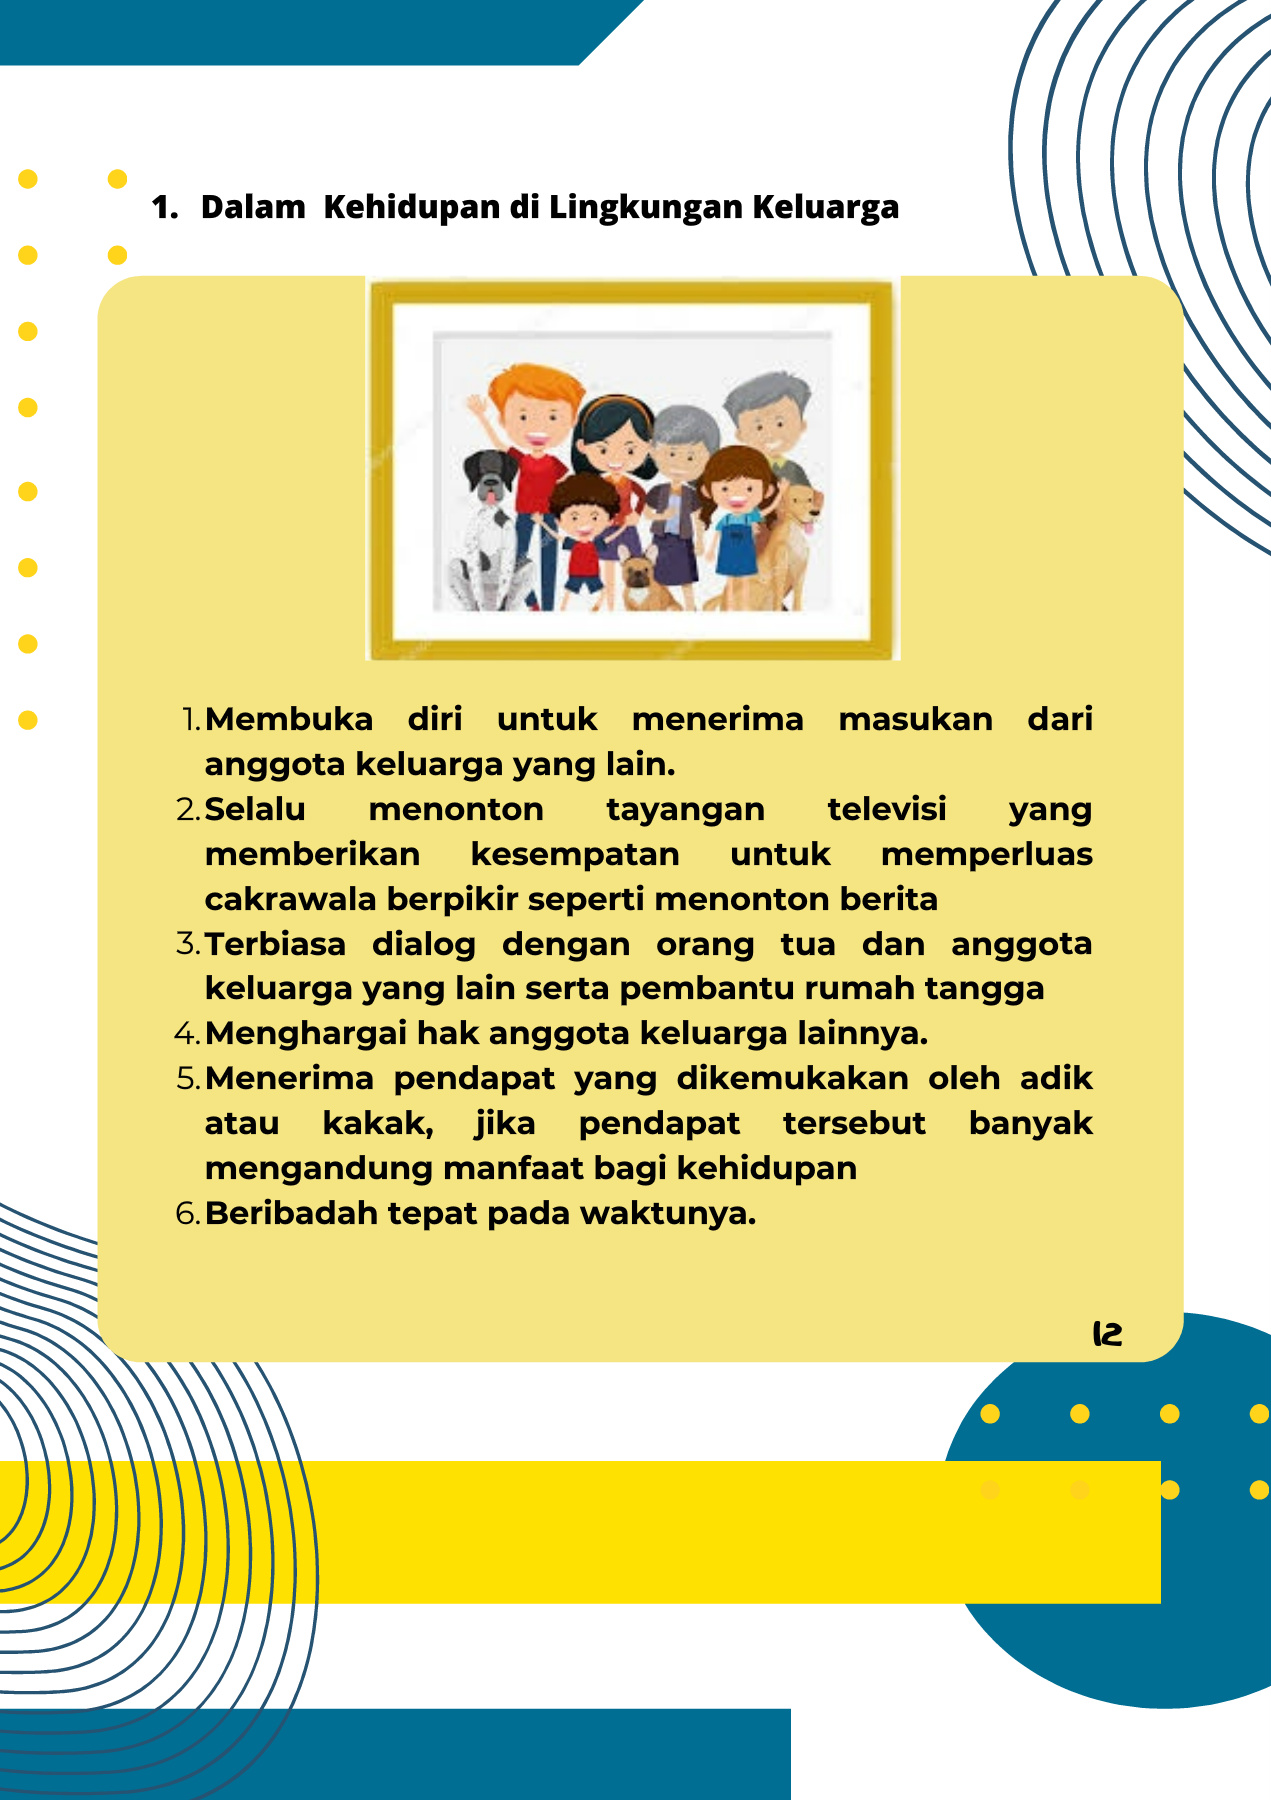 1. Dalam Kehidupan di Lingkungan Keluarga
1. Membuka diri untuk menerima masukan dari
anggota keluarga yang lain.
2. Selalu menonton tayangan televisi yang
memberikan kesempatan untuk memperluas
cakrawala berpikir seperti menonton berita
3. Terbiasa dialog dengan orang tua dan anggota
keluarga yang lain serta pembantu rumah tangga
4. Menghargai hak anggota keluarga lainnya.
5. Menerima pendapat yang dikemukakan oleh adik
atau kakak, jika pendapat tersebut banyak
mengandung manfaat bagi kehidupan
6. Beribadah tepat pada waktunya.
12